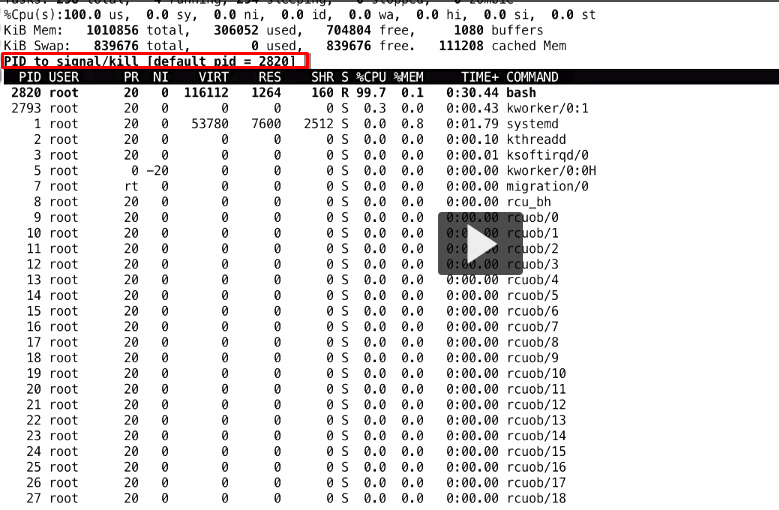 %Cpu(s):100.0 us, 0.0 sy, 0.0 ni, 0.0 id, 0.0 wa, 0.0 hi, 0.0 si, 0.0 st
KiB Mem: 1010856 total, 306052 used, 704804 free, 1080 buffers
KiB Swap: 839676 total, 0 used, 839676 free. 111208 cached Mem
PID to signal/kill [default pid = 2820]
PID USER PR NI VIRT RES SHR S %CPU %MEM TIME+ COMMAND
2820 root 20 0 116112 1264 160 R 99.7 0.1 0:30.44 bash
2793 root 20 0 0 0 0 S 0.3 0.0 0:00.43 kworker/0:1
1 root 20 0 53780 7600 2512 S 0.0 0.8 0:01.79 systemd
2 root 20 0 0 0 0 S 0.0 0.0 0:00.10 kthreadd
3 root 20 0 0 0 0 S 0.0 0.0 0:00.01 ksoftirqd/0
5 root 0 -20 0 0 0 S 0.0 0.0 0:00.00 kworker/0:0H
7 root rt 0 0 0 0 S 0.0 0.0 0:00.00 migration/0
8 root 20 0 0 0 0 S 0.0 0.0 0:00.00 rcu_bh
9 root 20 0 0 0 0 S 0.0 0.0 0:00.00 rcuob/0
10 root 20 0 0 0 0 S 0.0 0.0 0:00.00 rcuob/1
11 root 20 0 0 0 0 S 0.0 0.0 0:00.00 rcuob/2
12 root 20 0 0 0 0 S 0.0 0.0 0:00.00 rcuob/3
13 root 20 0 0 0 0 S 0.0 0.0 0:00.00 rcuob/4
14 root 20 0 0 0 0 S 0.0 0.0 0:00.00 rcuob/5
15 root 20 0 0 0 0 S 0.0 0.0 0:00.00 rcuob/6
16 root 20 0 0 0 0 S 0.0 0.0 0:00.00 rcuob/7
17 root 20 0 0 0 0 S 0.0 0.0 0:00.00 rcuob/8
18 root 20 0 0 0 0 S 0.0 0.0 0:00.00 rcuob/9
19 root 20 0 0 0 0 S 0.0 0.0 0:00.00 rcuob/10
20 root 20 0 0 0 0 S 0.0 0.0 0:00.00 rcuob/11
21 root 20 0 0 0 0 S 0.0 0.0 0:00.00 rcuob/12
22 root 20 0 0 0 0 S 0.0 0.0 0:00.00 rcuob/13
23 root 20 0 0 0 0 S 0.0 0.0 0:00.00 rcuob/14
24 root 20 0 0 0 0 S 0.0 0.0 0:00.00 rcuob/15
25 root 20 0 0 0 0 S 0.0 0.0 0:00.00 rcuob/16
26 root 20 0 0 0 0 S 0.0 0.0 0:00.00 rcuob/17
27 root 20 0 0 0 0 S 0.0 0.0 0:00.00 rcuob/18